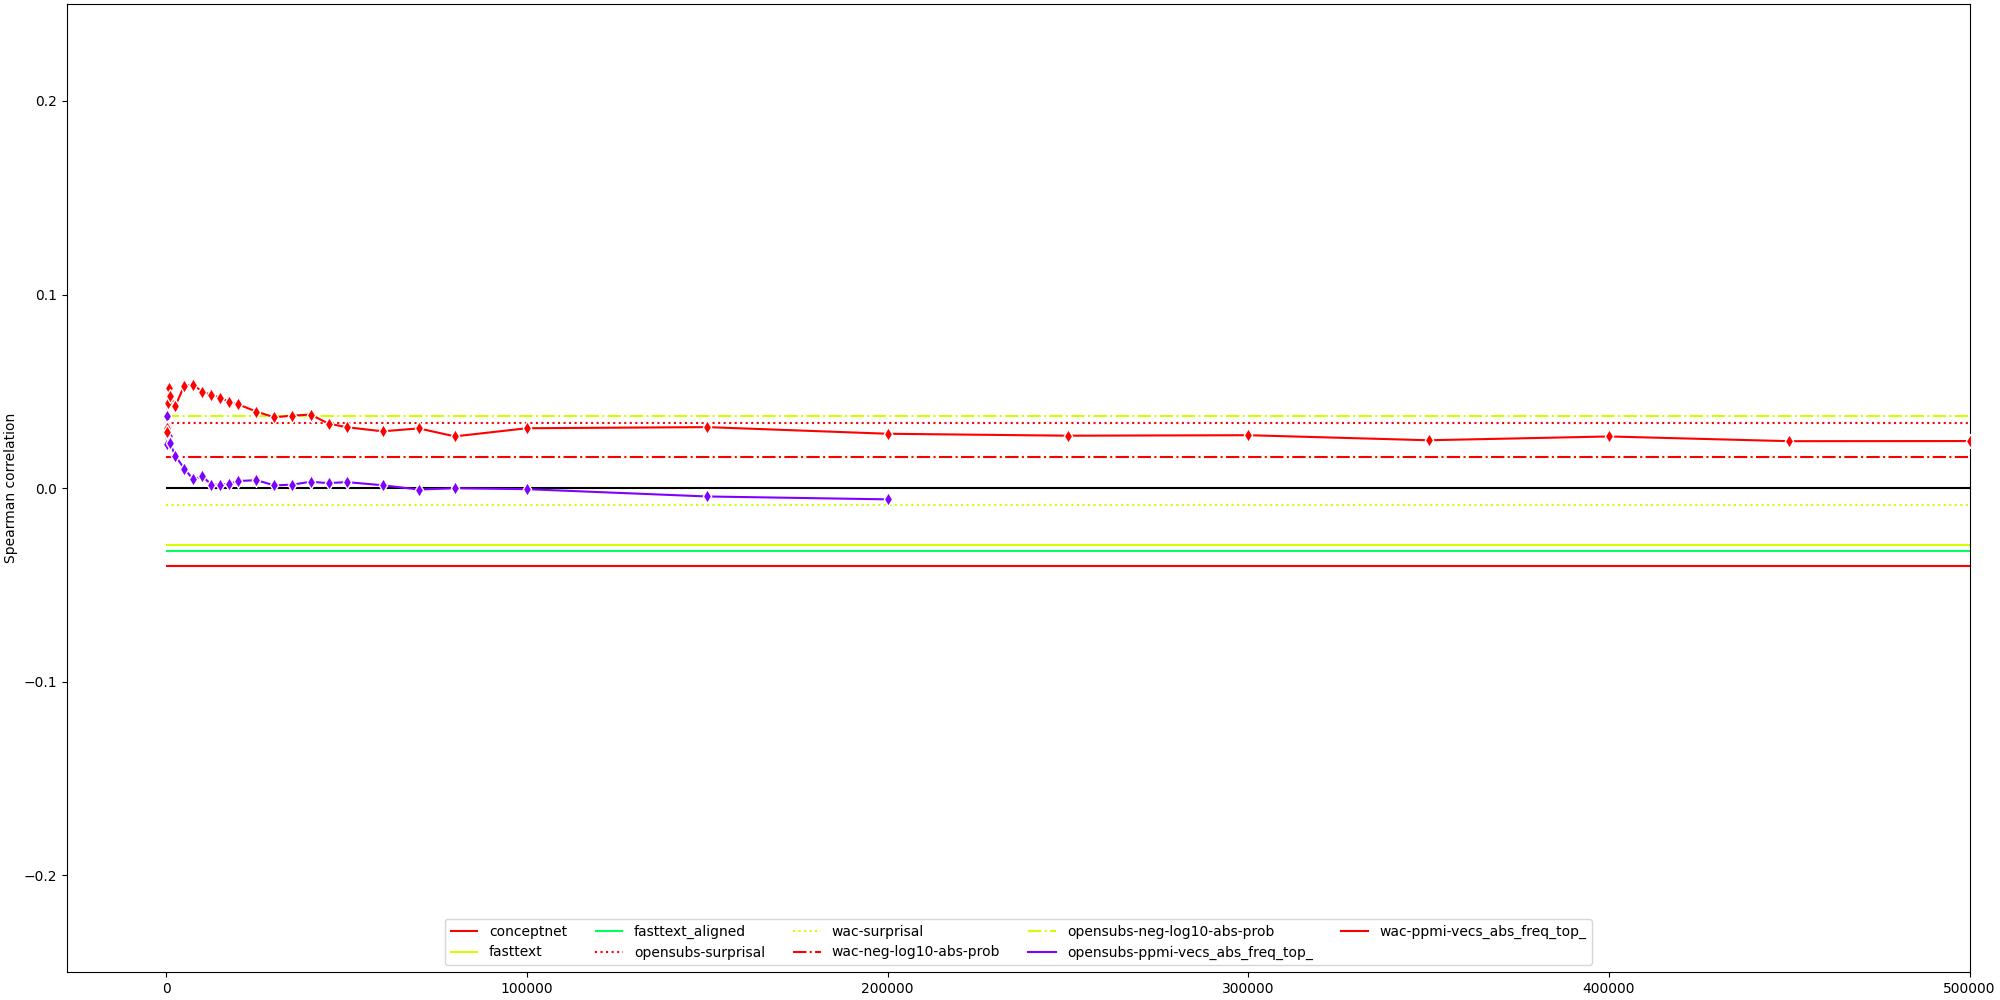 0.2
0.1
0.0
−0.1
−0.2
Spearman correlation
0 100000 200000 300000 400000 500000
conceptnet fasttext_aligned wac-surprisal opensubs-neg-log10-abs-prob wac-ppmi-vecs_abs_freq_top_
fasttext opensubs-surprisal wac-neg-log10-abs-prob opensubs-ppmi-vecs_abs_freq_top_